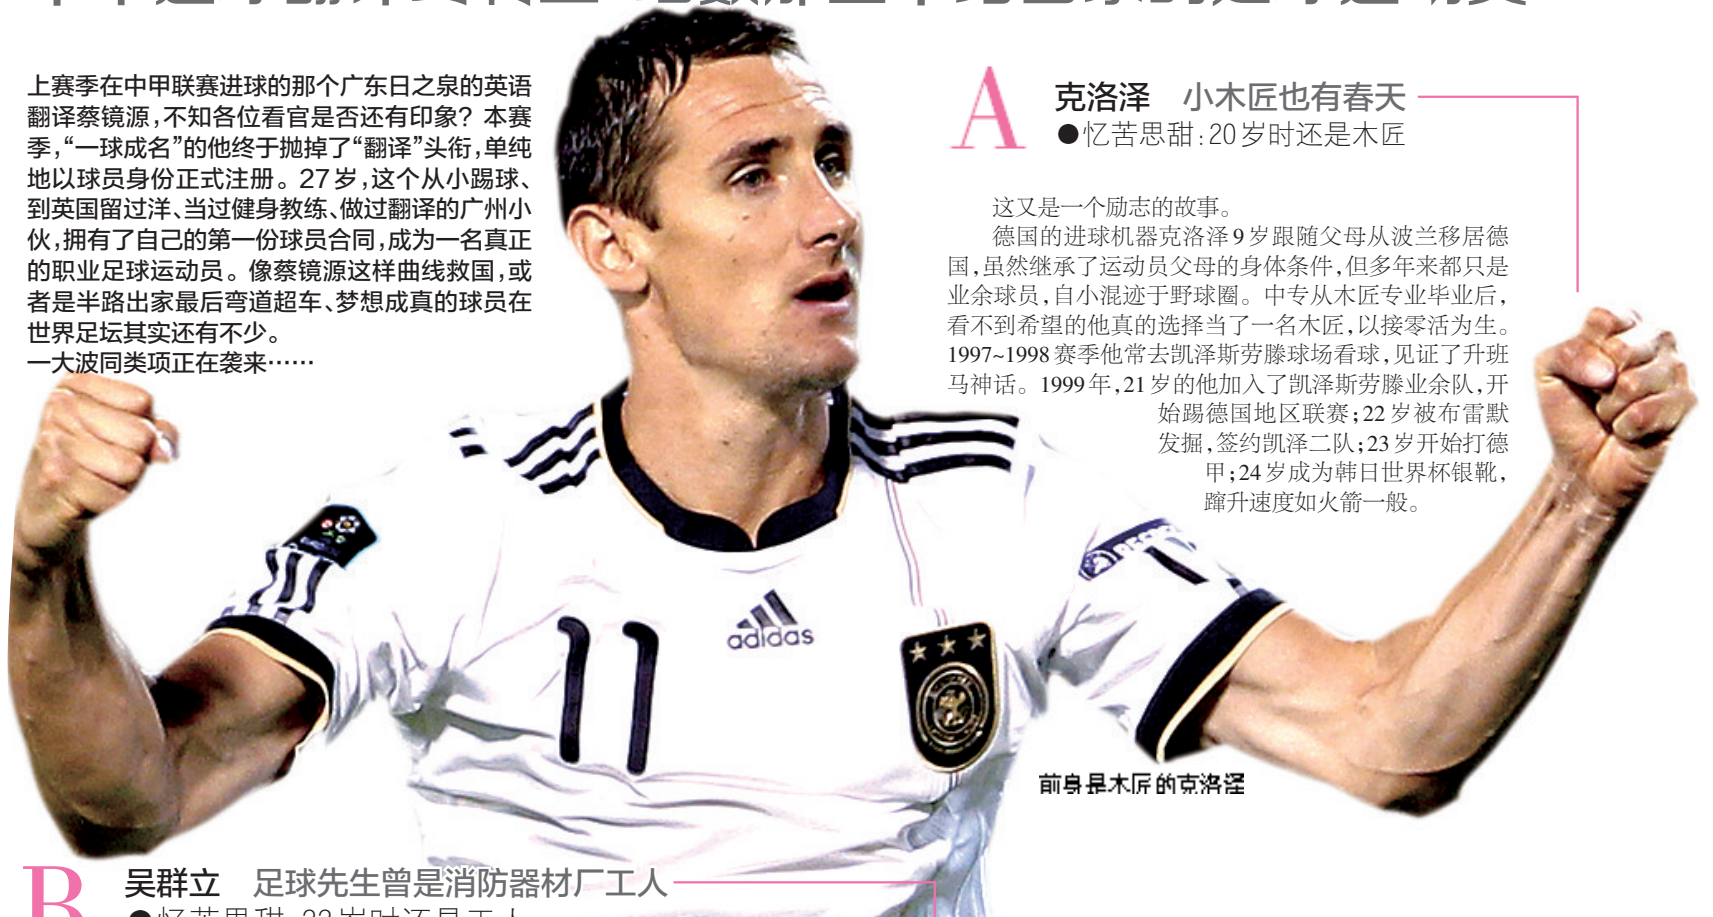 上赛季在中甲联赛进球的那个广东日之泉的英语
翻译蔡镜源,不知各位看官是否还有印象？本赛
季,“一球成名”的他终于抛掉了“翻译”头衔,单纯
地以球员身份正式注册。27岁,这个从小踢球、
到英国留过洋、当过健身教练、做过翻译的广州小
伙,拥有了自己的第一份球员合同,成为一名真正
的职业足球运动员。像蔡镜源这样曲线救国,或
者是半路出家最后弯道超车、梦想成真的球员在
世界足坛其实还有不少。
一大波同类项正在袭来……
A 克洛泽 小木匠也有春天
●忆苦思甜:20岁时还是木匠
这又是一个励志的故事。
德国的进球机器克洛泽9岁跟随父母从波兰移居德
国,虽然继承了运动员父母的身体条件,但多年来都只是
业余球员,自小混迹于野球圈。中专从木匠专业毕业后,
看不到希望的他真的选择当了一名木匠,以接零活为生。
1997~1998赛季他常去凯泽斯劳滕球场看球,见证了升班
马神话。1999年,21岁的他加入了凯泽斯劳滕业余队,开
始踢德国地区联赛;22岁被布雷默
发掘,签约凯泽二队;23岁开始打德
甲;24岁成为韩日世界杯银靴,
蹿升速度如火箭一般。
RESPECT
11
adidas
前身是木匠的克洛泽
B 吴群立 足球先生曾是消防器材厂工人